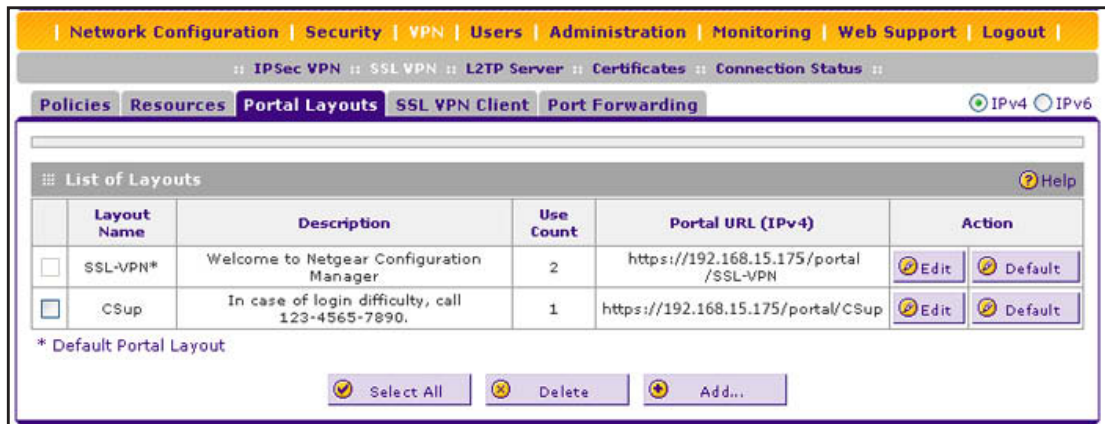 | Network Configuration | Security | VPN | Users | Administration | Monitoring | Web Support | Logout |
:: IPSec VPN :: SSL VPN :: L2TP Server :: Certificates :: Connection Status ::
Policies Resources Portal Layouts SSL VPN Client Port Forwarding IPv4 IPv6
List of Layouts Help
Layout Name Description Use Count Portal URL (IPv4) Action
SSL-VPN* Welcome to Netgear Configuration Manager 2 https://192.168.15.175/portal/SSL-VPN Edit Default
CSup In case of login difficulty, call 123-4565-7890. 1 https://192.168.15.175/portal/CSup Edit Default
* Default Portal Layout
Select All Delete Add...